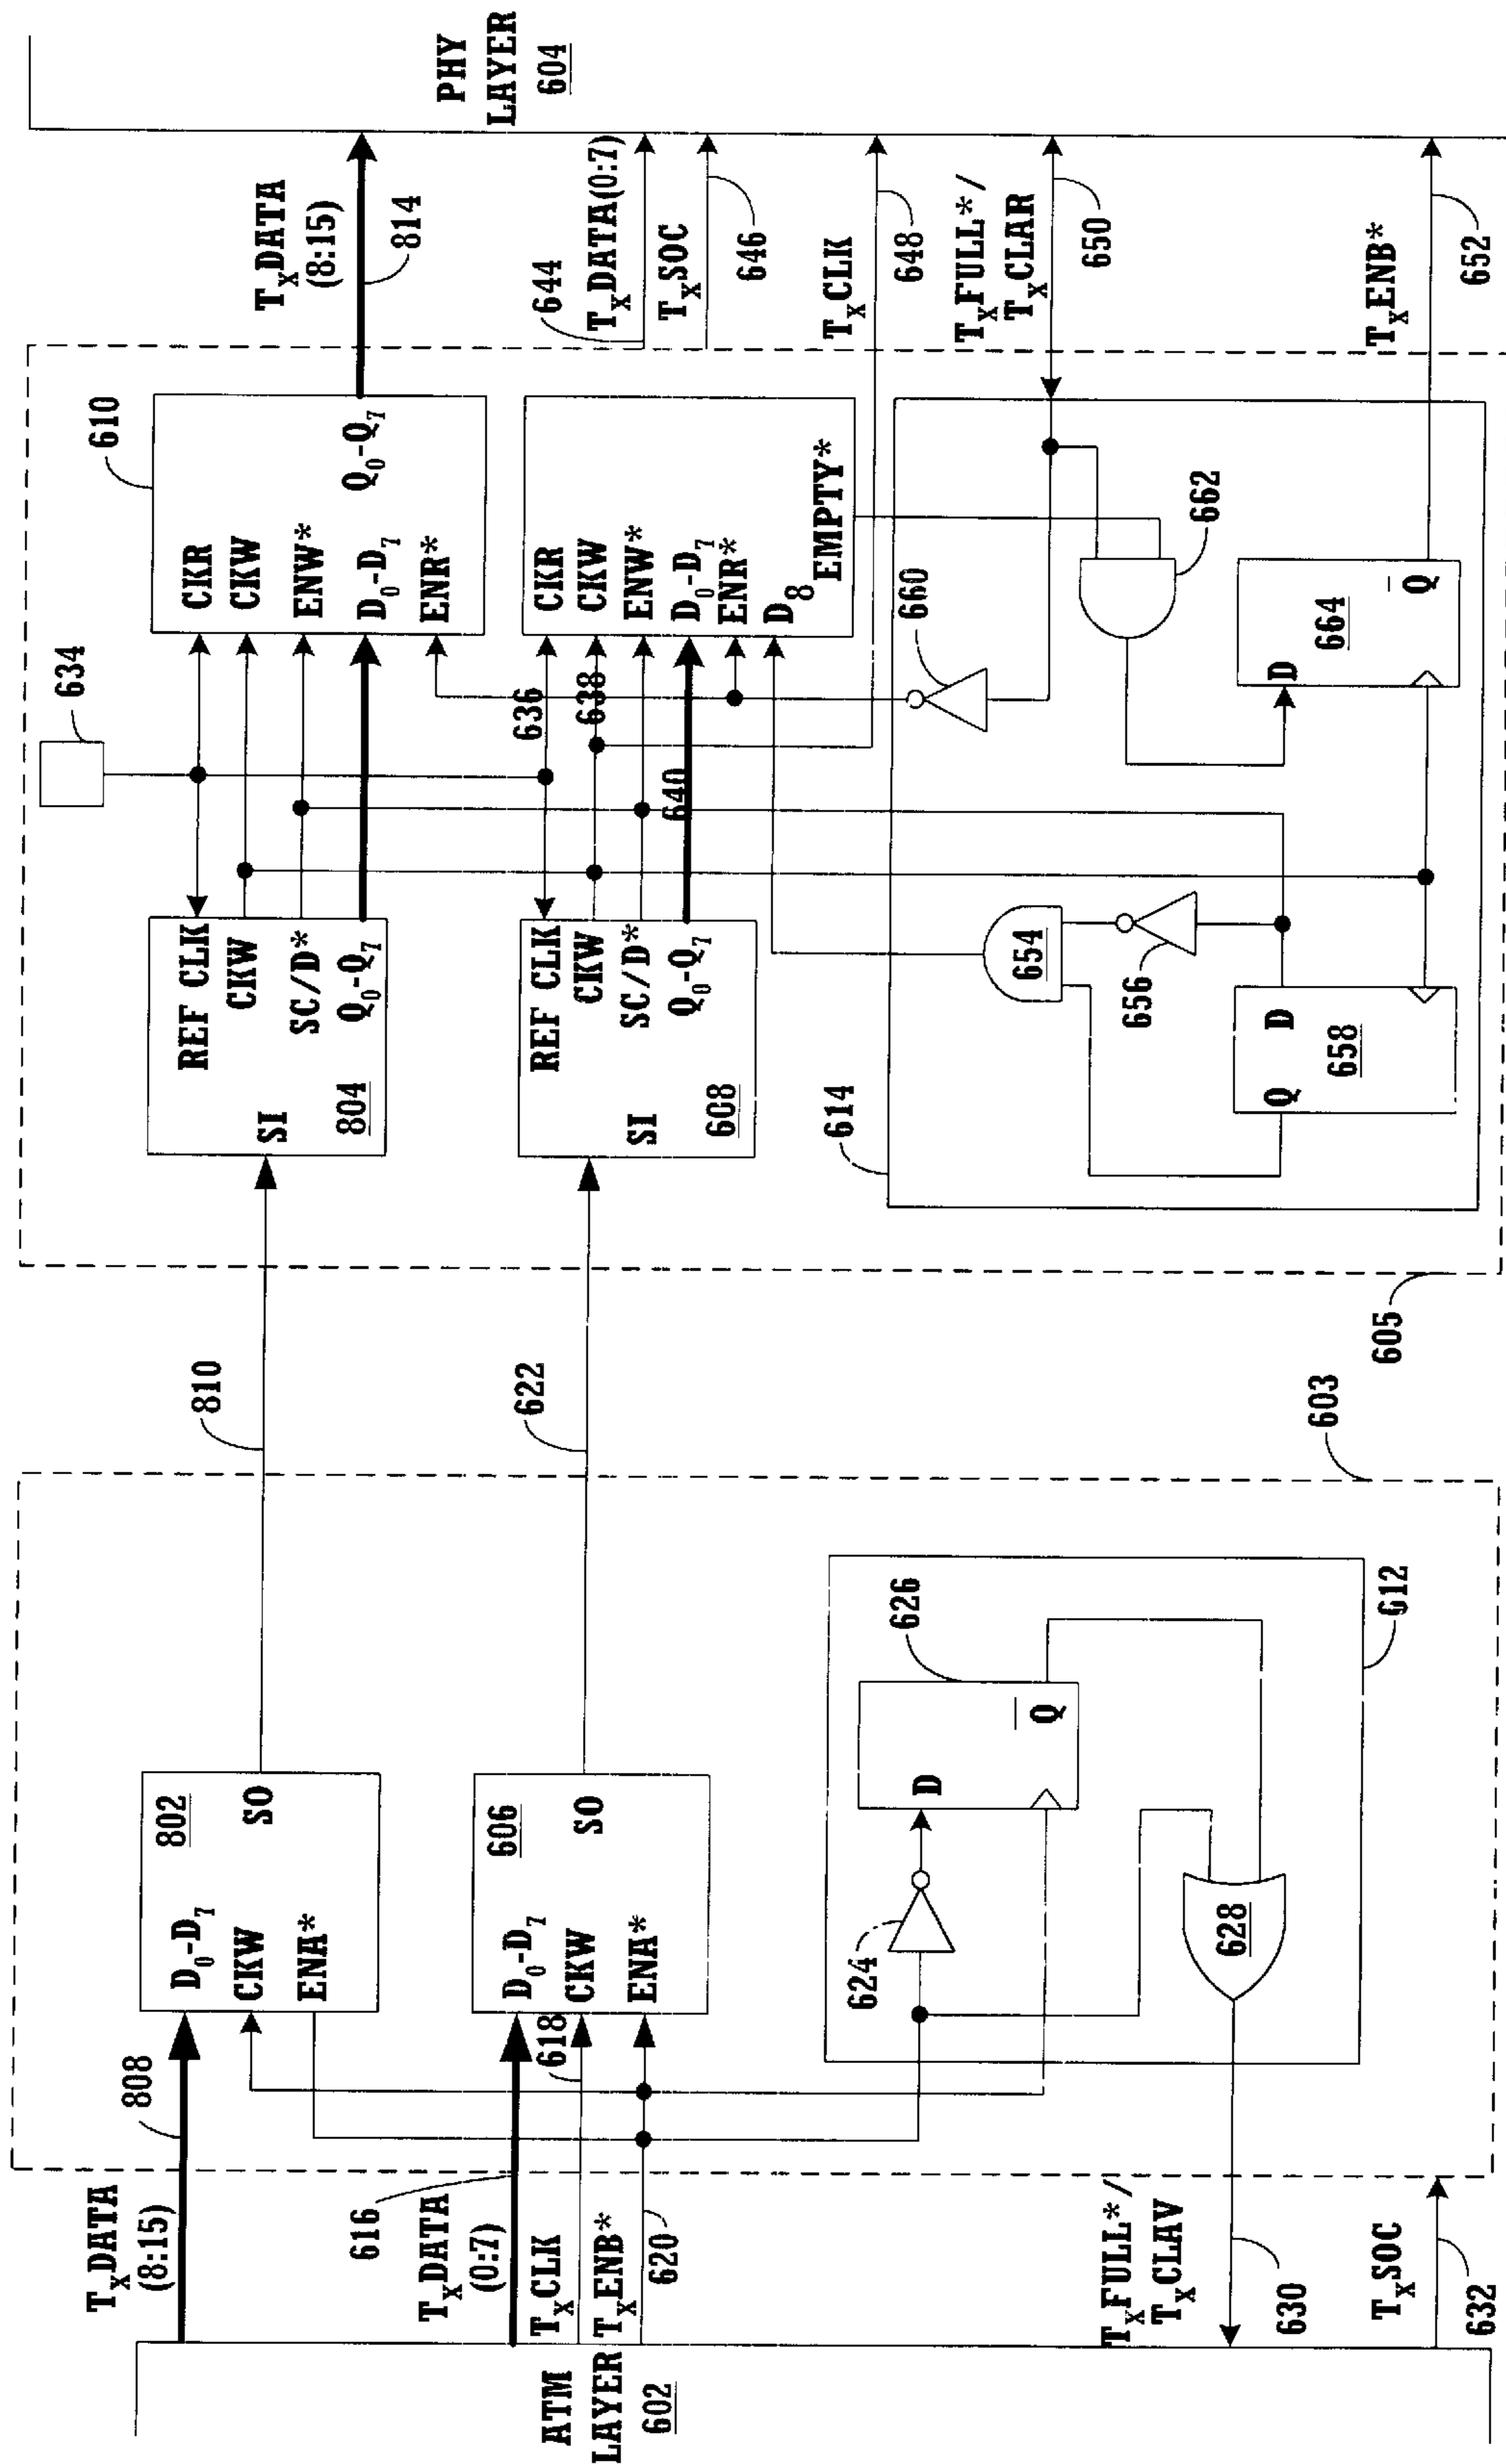 PHY
LAYER
604
TxDATA
(8:15)
814
644
TxDATA(0:7)
TxSOC
646
TxCLK
648
TxFULL*/
TxCLAR
650
TxENB*
652
610
CKR
CKW
ENW*
D0-D7
ENR*
Q0-Q7
634
CKR
CKW
ENW*
D0-D7
ENR*
D8
EMPTY*
636
638
640
660
662
664
D
Q
REF CLK
CKW
SC/D*
Q0-Q7
SI
804
REF CLK
CKW
SC/D*
Q0-Q7
SI
608
614
654
656
658
D
Q
605
810
622
603
802
SO
D0-D7
CKW
ENA*
606
SO
D0-D7
CKW
ENA*
618
626
612
D
Q
624
628
808
TxDATA
(8:15)
616
TxDATA
(0:7)
TxCLK
TxENB*
620
TxFULL*/
TxCLAV
630
TxSOC
632
ATM
LAYER
602